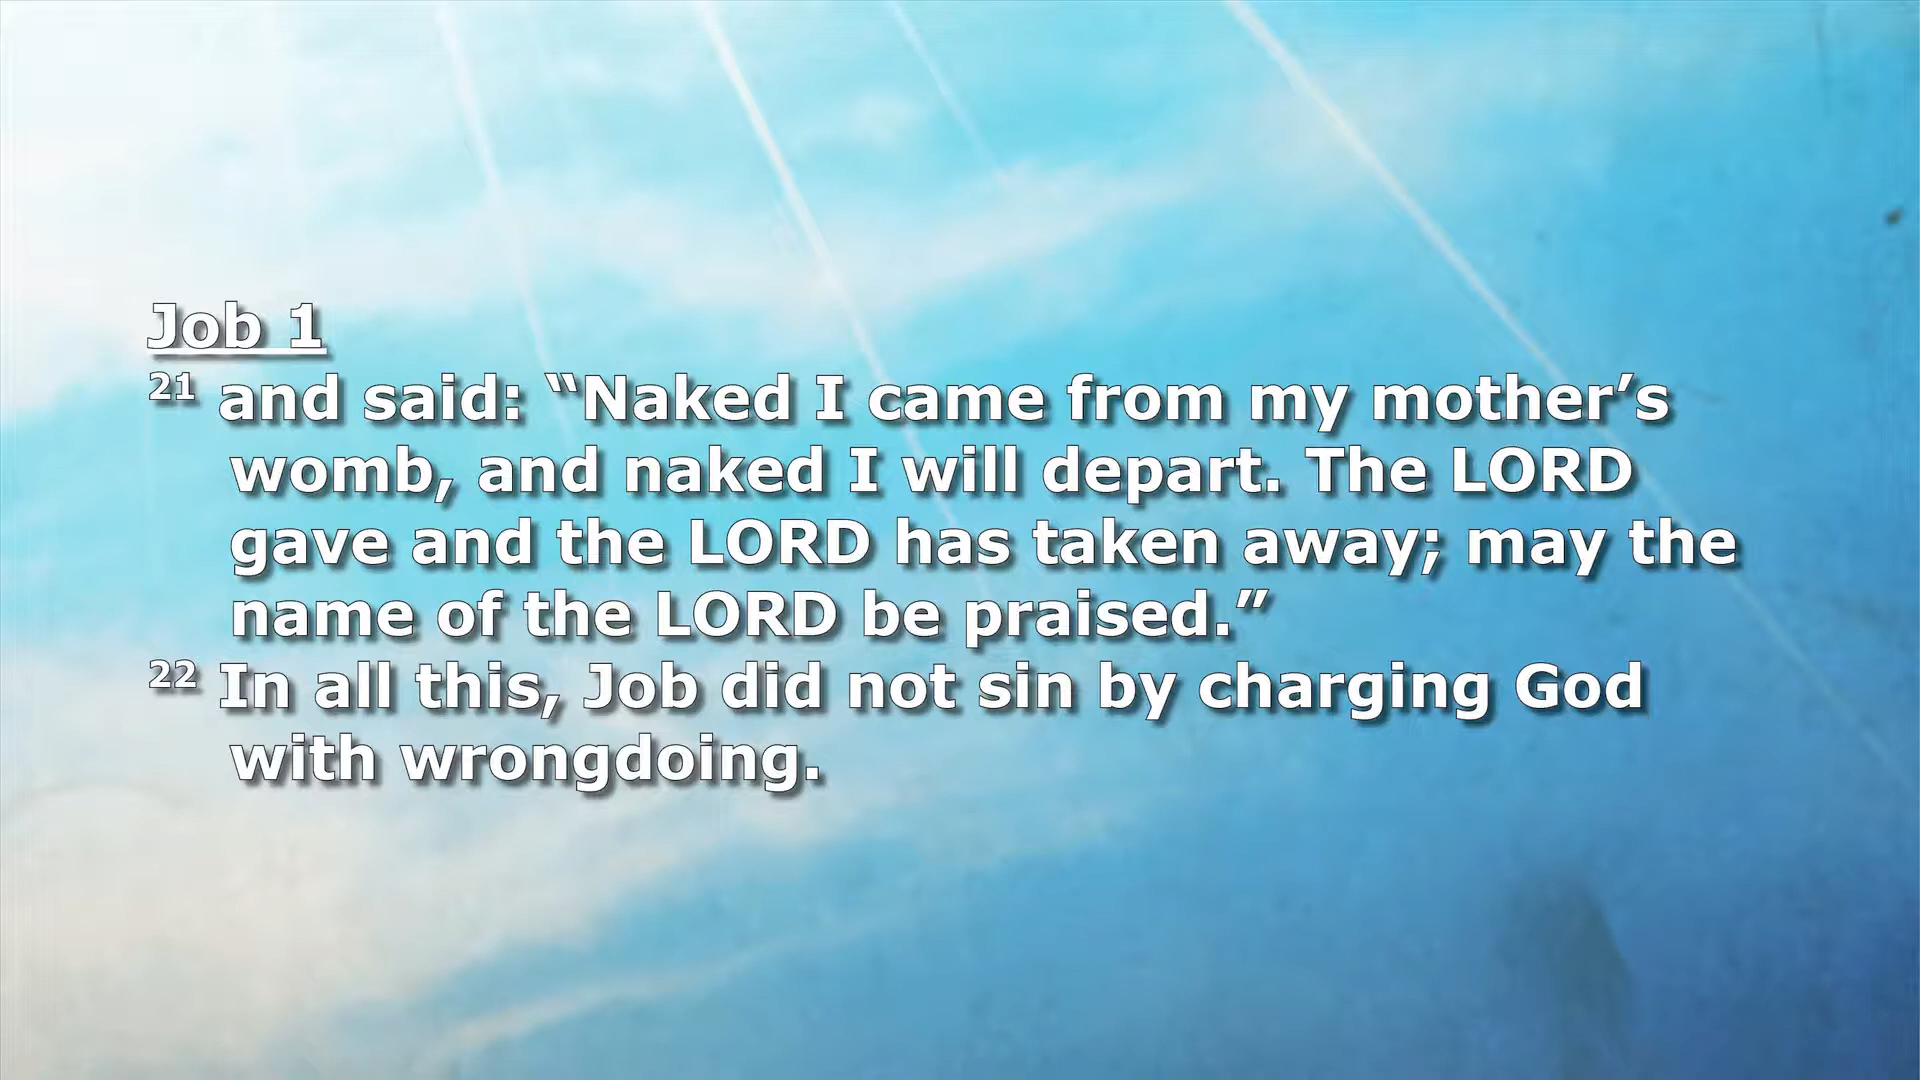 Job 1
21 and said: “Naked I came from my mother’s
womb, and naked I will depart. The LORD
gave and the LORD has taken away; may the
name of the LORD be praised.”
22 In all this, Job did not sin by charging God
with wrongdoing.